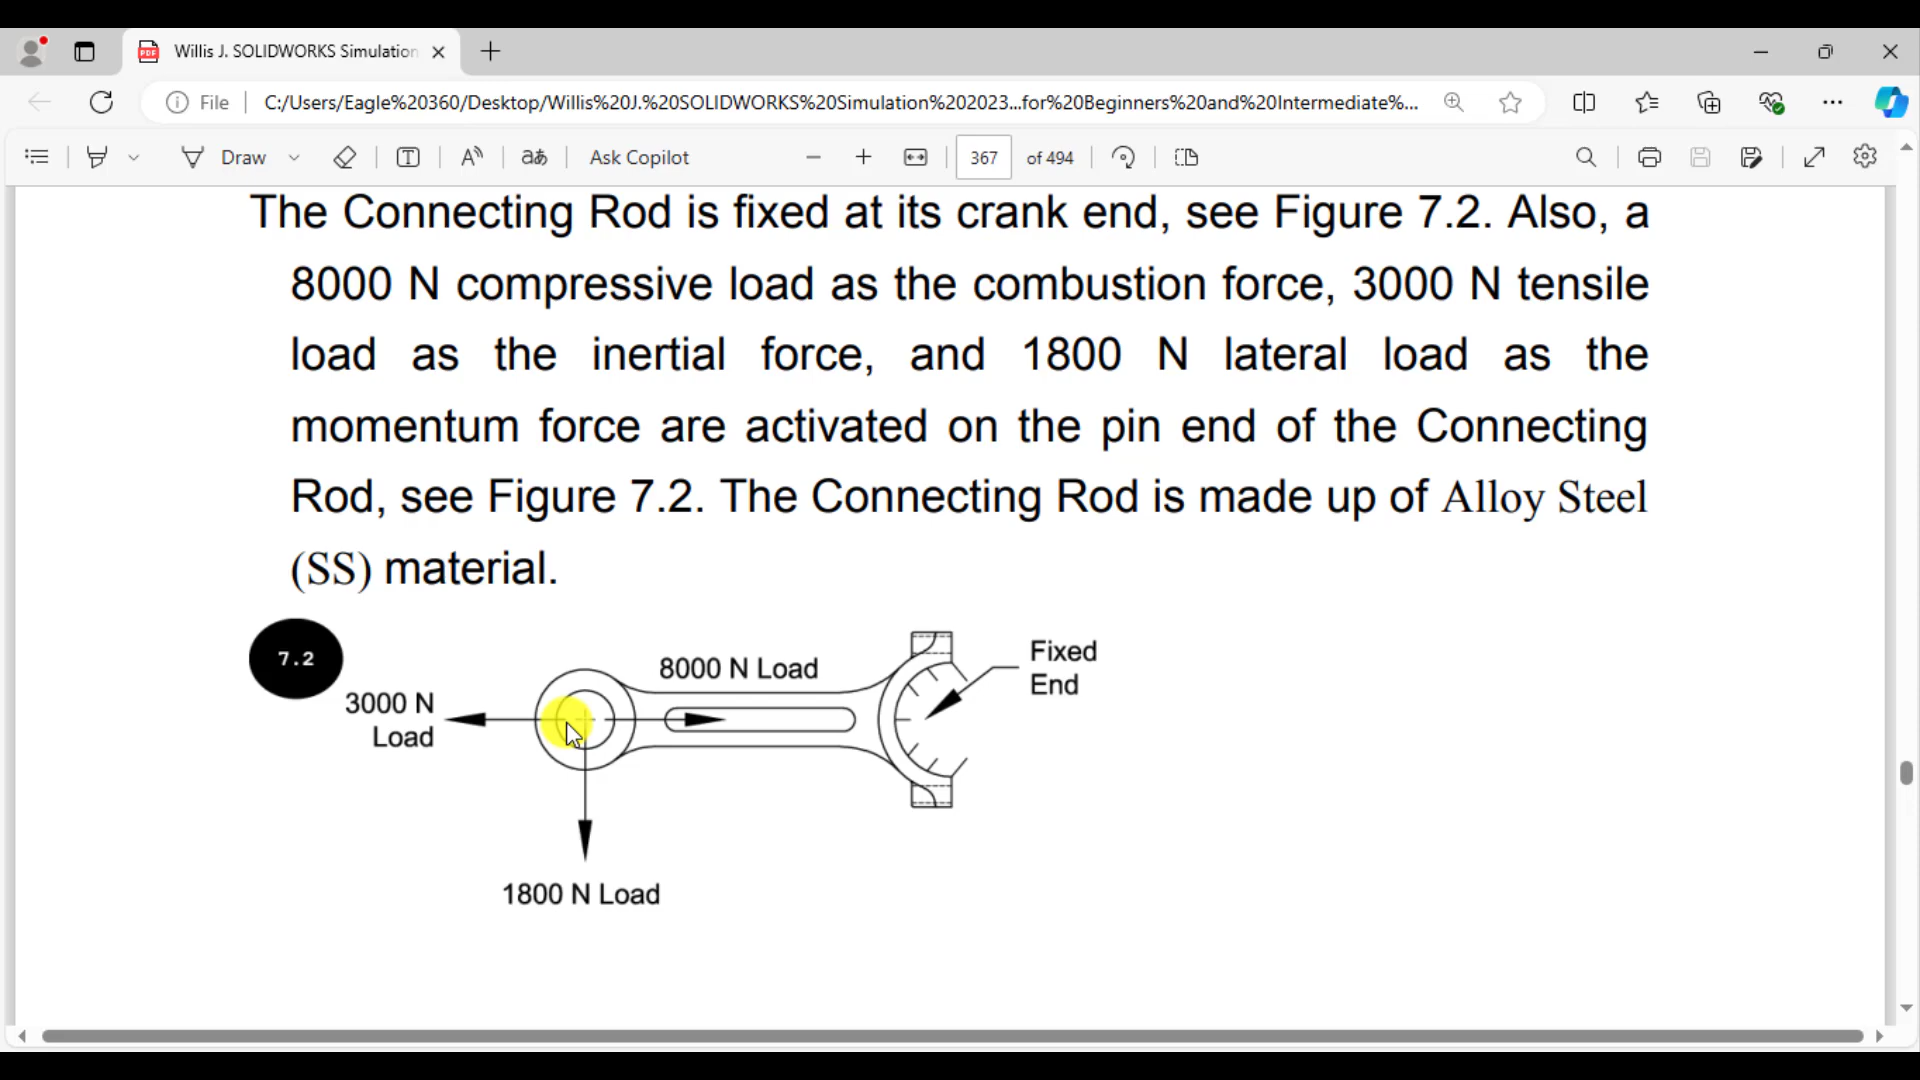 Willis J. SOLIDWORKS Simulation
File
C:/Users/Eagle%20360/Desktop/Willis%20J.%20SOLIDWORKS%20Simulation%202023...for%20Beginners%20and%20Intermediate%...
Draw
Ask Copilot
367 of 494
The Connecting Rod is fixed at its crank end, see Figure 7.2. Also, a
8000 N compressive load as the combustion force, 3000 N tensile
load as the inertial force, and 1800 N lateral load as the
momentum force are activated on the pin end of the Connecting
Rod, see Figure 7.2. The Connecting Rod is made up of Alloy Steel
(SS) material.
7.2
3000 N
Load
8000 N Load
Fixed
End
1800 N Load